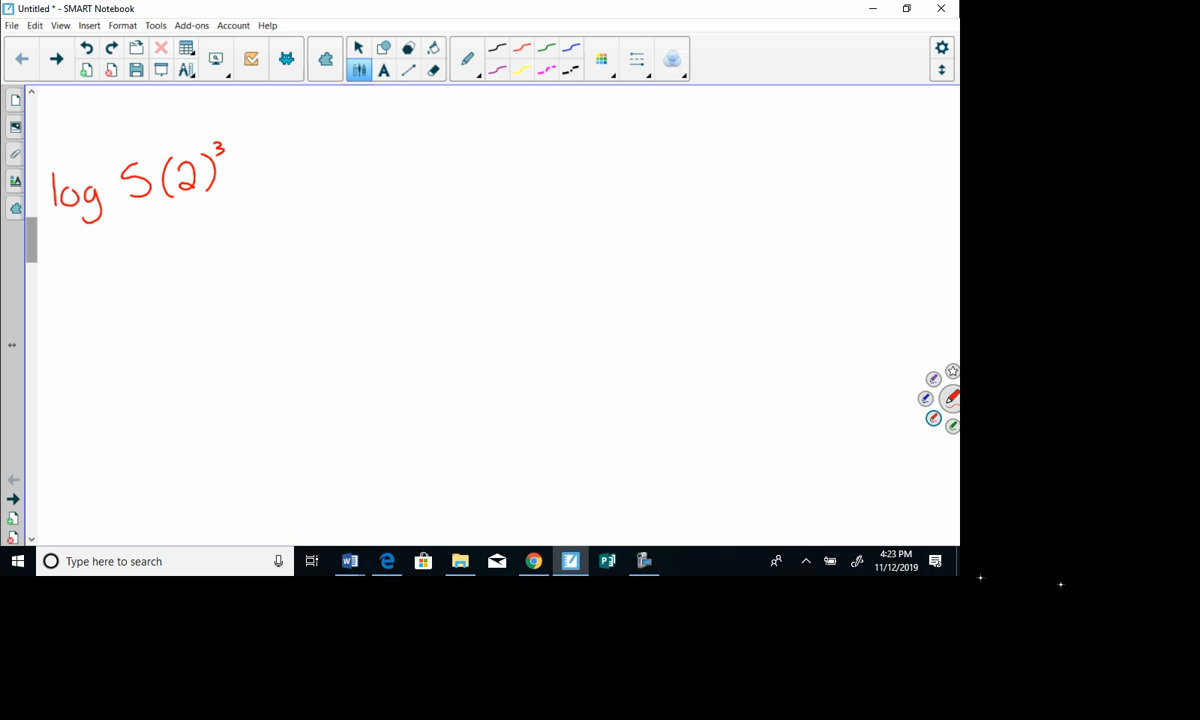 Untitled * - SMART Notebook
File Edit View Insert Format Tools Add-ons Account Help
log 5(2)³
Type here to search
4:23 PM
11/12/2019